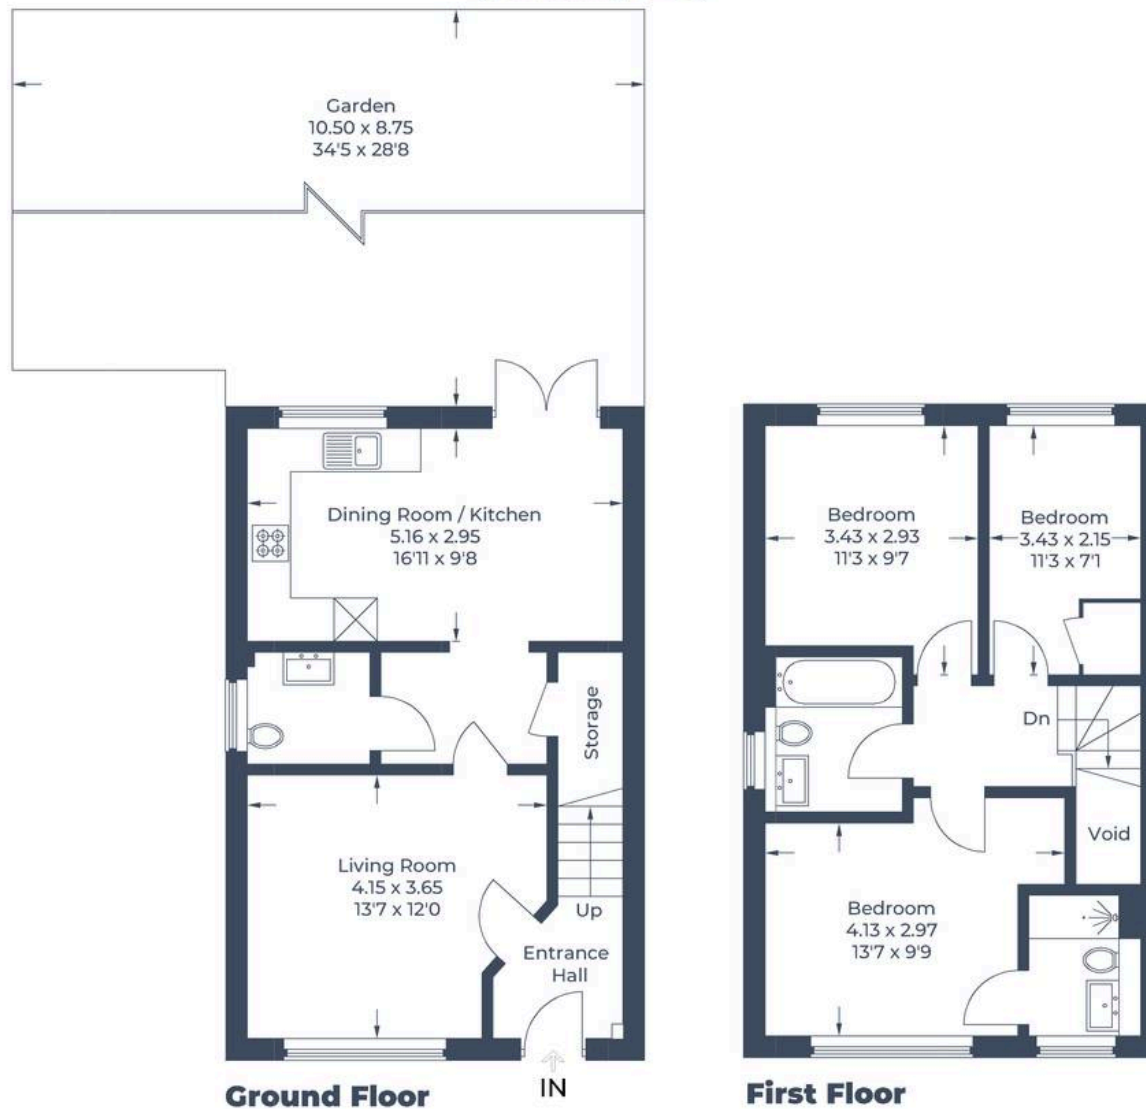 Garden
10.50 x 8.75
34'5 x 28'8
Dining Room / Kitchen
5.16 x 2.95
16'11 x 9'8
Storage
Living Room
4.15 x 3.65
13'7 x 12'0
Up
Entrance
Hall
IN
Ground Floor
Bedroom
3.43 x 2.93
11'3 x 9'7
Bedroom
3.43 x 2.15
11'3 x 7'1
Dn
Void
Bedroom
4.13 x 2.97
13'7 x 9'9
First Floor